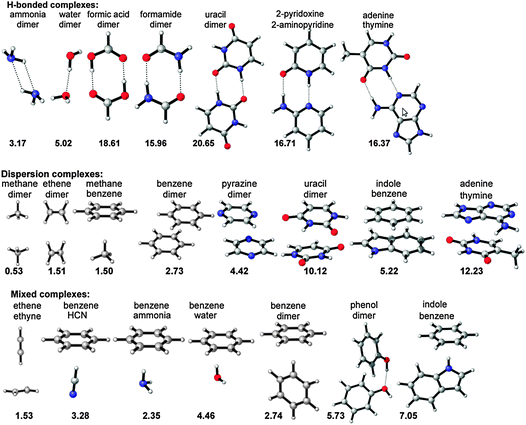 H-bonded complexes:
ammonia dimer
water dimer
formic acid dimer
formamide dimer
uracil dimer
2-pyridoxine 2-aminopyridine
adenine thymine
3.17 5.02 18.61 15.96 20.65 16.71 16.37
Dispersion complexes:
methane dimer
ethene dimer
methane benzene
benzene dimer
pyrazine dimer
uracil dimer
indole benzene
adenine thymine
0.53 1.51 1.50 2.73 4.42 10.12 5.22 12.23
Mixed complexes:
ethene ethyne
benzene HCN
benzene ammonia
benzene water
benzene dimer
phenol dimer
indole benzene
1.53 3.28 2.35 4.46 2.74 5.73 7.05